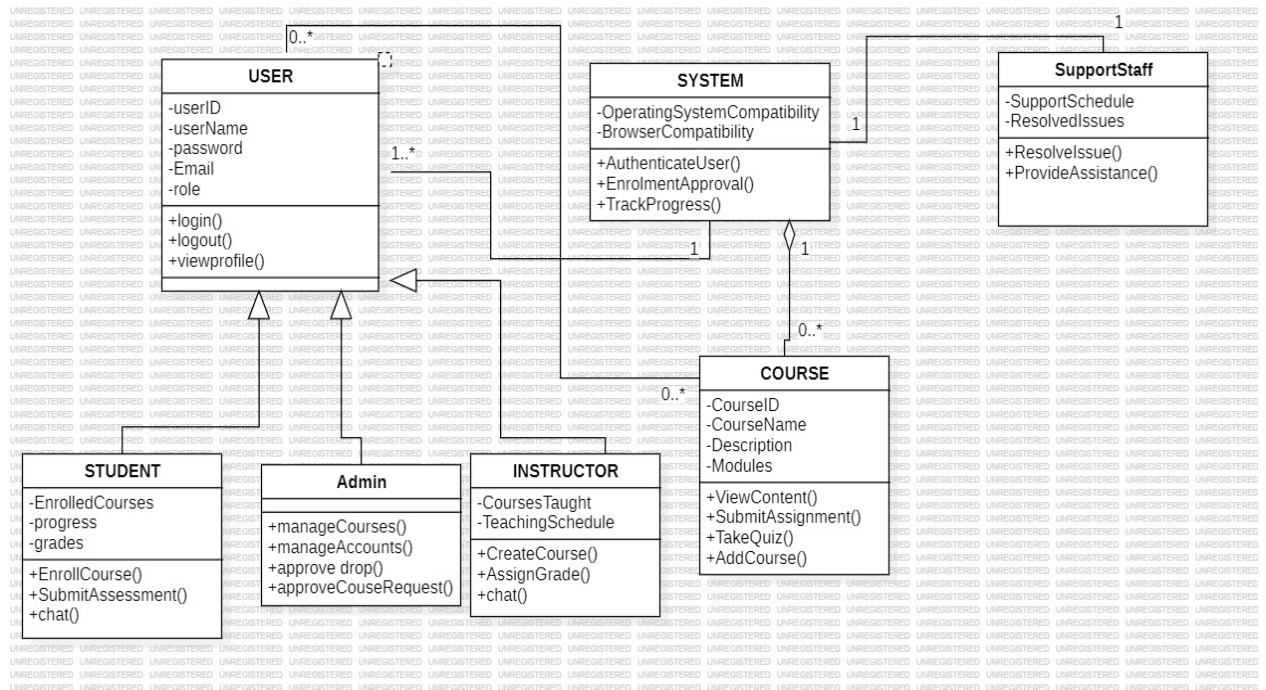 0..*
1
USER
-userID
-userName
-password
-Email
-role
+login()
+logout()
+viewprofile()
1..*
SYSTEM
-OperatingSystemCompatibility
-BrowserCompatibility
+AuthenticateUser()
+EnrolmentApproval()
+TrackProgress()
1
SupportStaff
-SupportSchedule
-ResolvedIssues
+ResolveIssue()
+ProvideAssistance()
1
1
0..*
0..*
COURSE
-CourseID
-CourseName
-Description
-Modules
+ViewContent()
+SubmitAssignment()
+TakeQuiz()
+AddCourse()
STUDENT
-EnrolledCourses
-progress
-grades
+EnrollCourse()
+SubmitAssessment()
+chat()
Admin
+manageCourses()
+manageAccounts()
+approve drop()
+approveCouseRequest()
INSTRUCTOR
-CoursesTaught
-TeachingSchedule
+CreateCourse()
+AssignGrade()
+chat()
UNREGISTERED